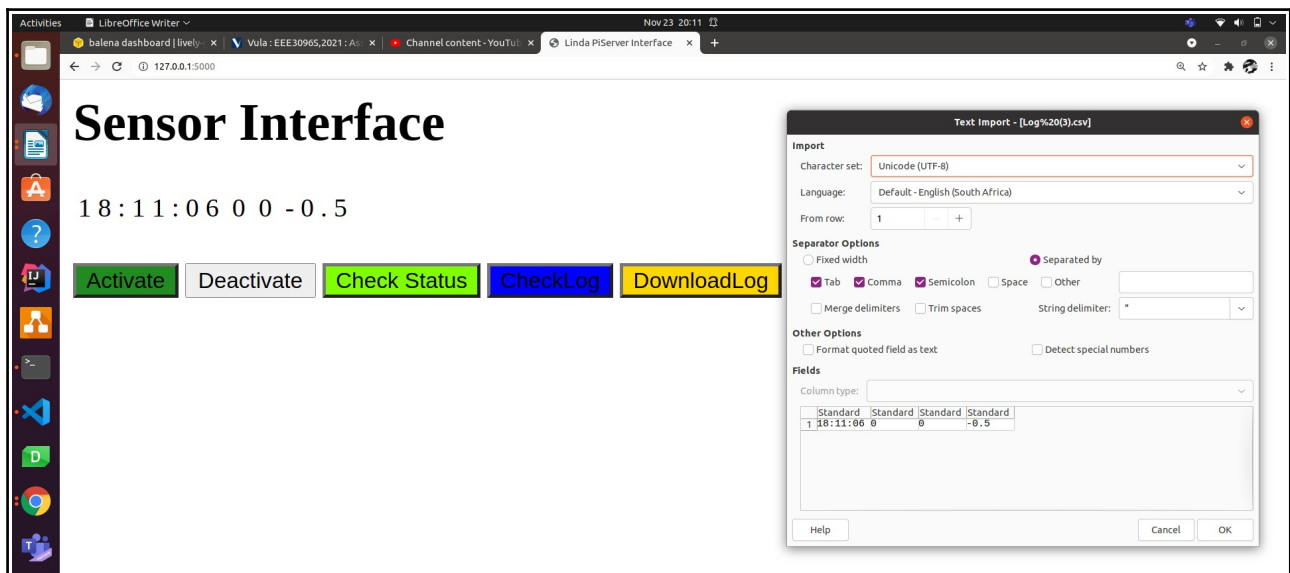 Activities LibreOffice Writer Nov 23 20:11
balena dashboard | lively- Vula : EEE3096S,2021 : As Channel content - YouTub Linda PiServer Interface
127.0.0.1:5000
Sensor Interface
18:11:06 0 0 -0.5
Activate Deactivate Check Status CheckLog DownloadLog
Text Import - [Log%20(3).csv]
Import
Character set: Unicode (UTF-8)
Language: Default - English (South Africa)
From row: 1 - +
Separator Options
Fixed width Separated by
Tab Comma Semicolon Space Other
Merge delimiters Trim spaces String delimiter: "
Other Options
Format quoted field as text Detect special numbers
Fields
Column type:
Standard Standard Standard Standard
1 18:11:06 0 0 -0.5
Help Cancel OK